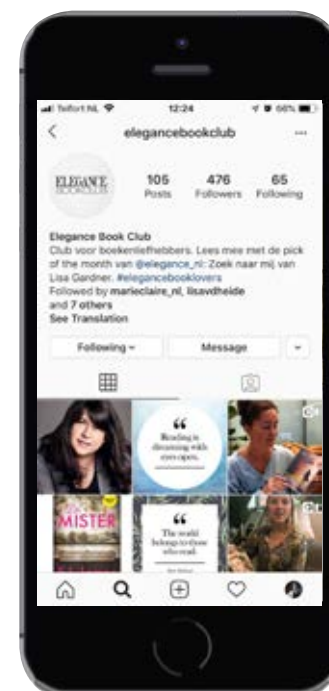 Telfort NL 12:24 66%
elegancebookclub
ELEGANCE
BOOKCLUB
105 476 65
Posts Followers Following
Elegance Book Club
Club voor boekenliefhebbers. Lees mee met de pick
of the month van @elegance_nl: Zoek naar mij van
Lisa Gardner. #elegancebooklovers
Followed by marieclaire_nl, lisavdheide
and 7 others
See Translation
Following Message
“
Reading is
dreaming with
eyes open.
MISTER
“
The world
belongs to those
who read.